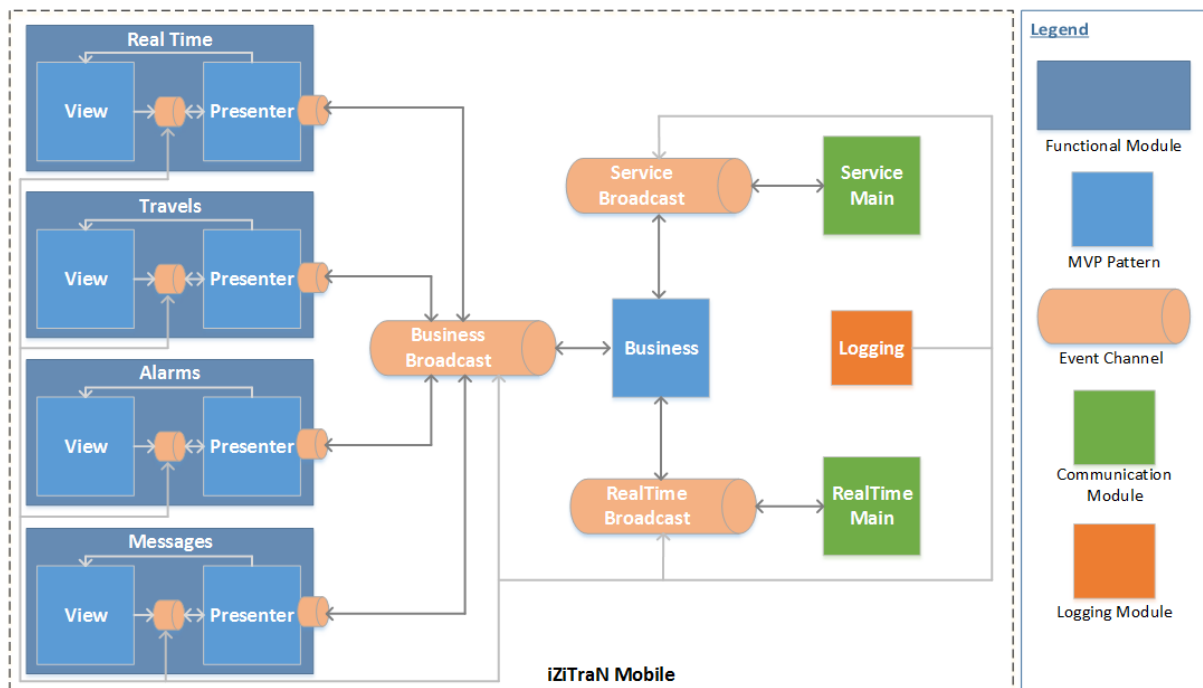 Real Time
View
Presenter
Travels
View
Presenter
Alarms
View
Presenter
Messages
View
Presenter
Business
Broadcast
Service
Broadcast
Service
Main
Business
Logging
RealTime
Broadcast
RealTime
Main
iZiTraN Mobile
Legend
Functional Module
MVP Pattern
Event Channel
Communication
Module
Logging Module